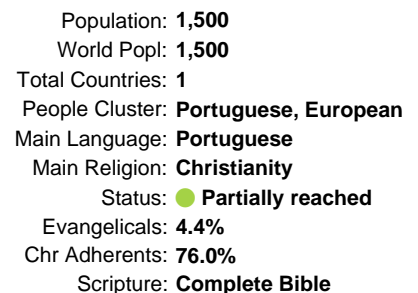 Population: 1,500
World Popl: 1,500
Total Countries: 1
People Cluster: Portuguese, European
Main Language: Portuguese
Main Religion: Christianity
Status: Partially reached
Evangelicals: 4.4%
Chr Adherents: 76.0%
Scripture: Complete Bible